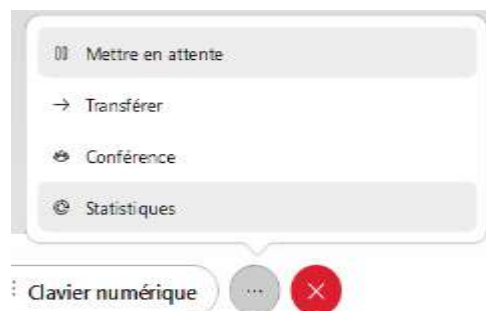 Mettre en attente
Transférer
Conférence
Statistiques
Clavier numérique